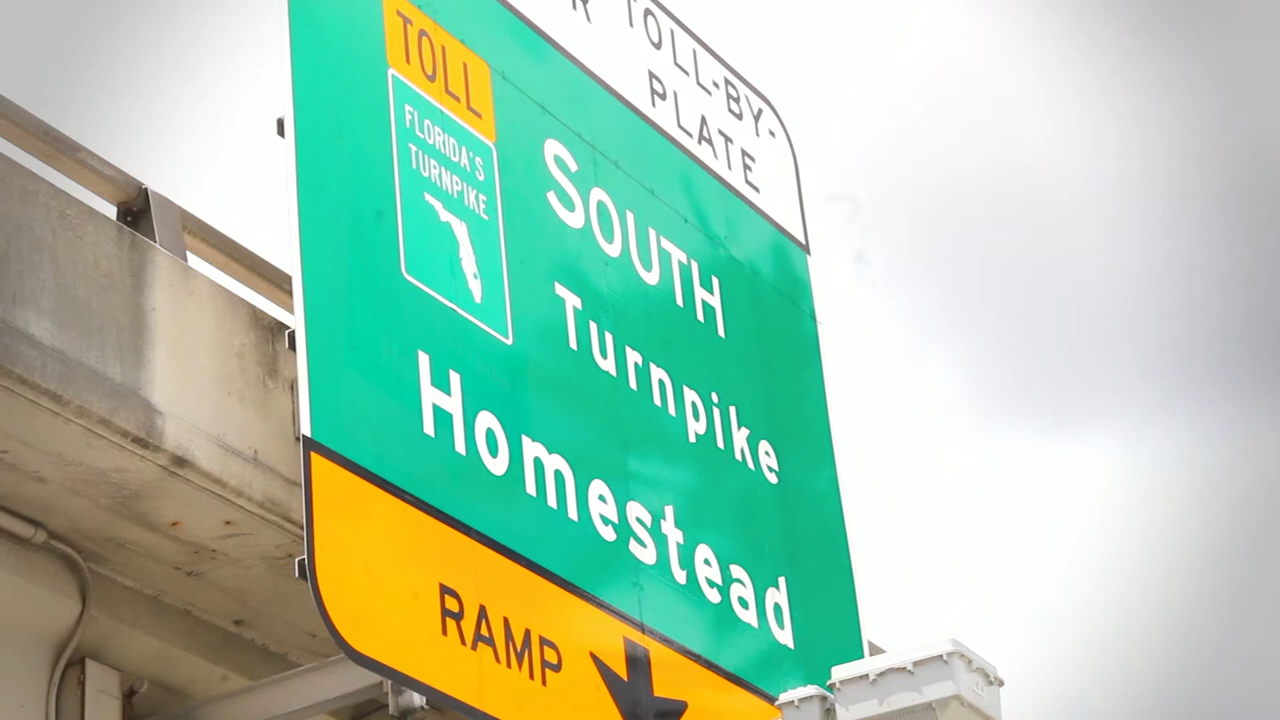 TOLL-BY-
PLATE
TOLL
FLORIDA'S
TURNPIKE
SOUTH
Turnpike
Homestead
RAMP